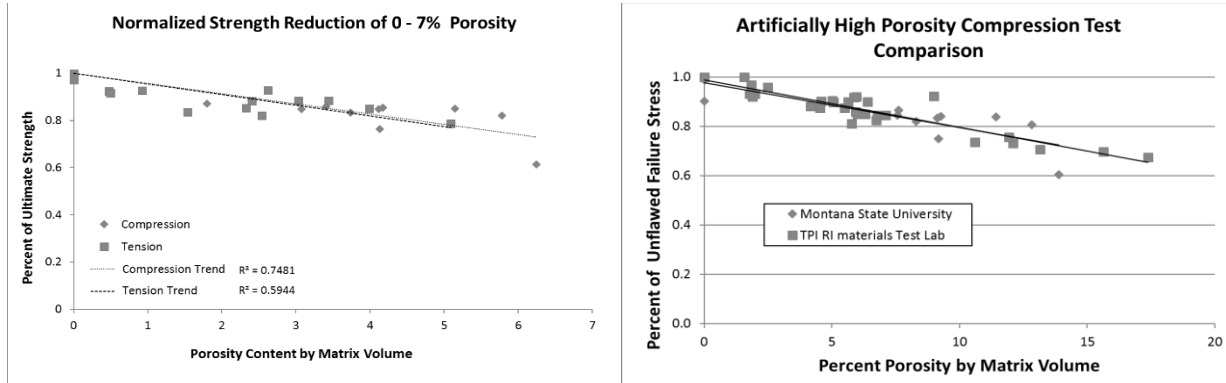 Normalized Strength Reduction of 0 - 7% Porosity
1
0.8
0.6
0.4
0.2
0
Percent of Ultimate Strength
Compression
Tension
Compression Trend R² = 0.7481
Tension Trend R² = 0.5944
0 1 2 3 4 5 6 7
Porosity Content by Matrix Volume
Artificially High Porosity Compression Test
Comparison
1.0
0.8
0.6
0.4
0.2
0.0
Percent of Unflawed Failure Stress
Montana State University
TPI RI materials Test Lab
0 5 10 15 20
Percent Porosity by Matrix Volume